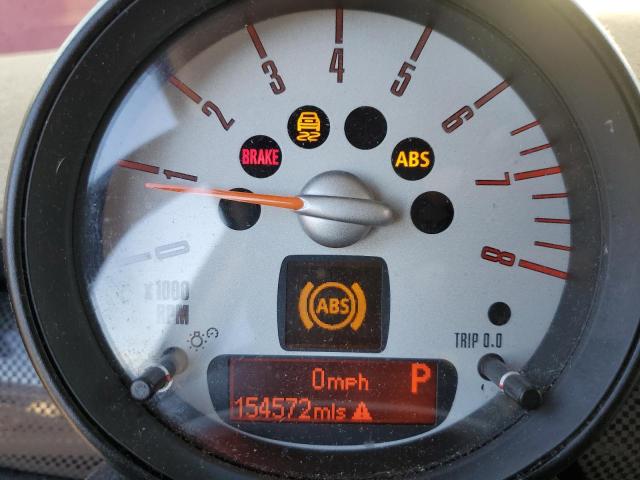 4
3
5
2
6
BRAKE
ABS
1
7
0
8
x1000
RPM
ABS
TRIP 0.0
0mph
P
154572mls